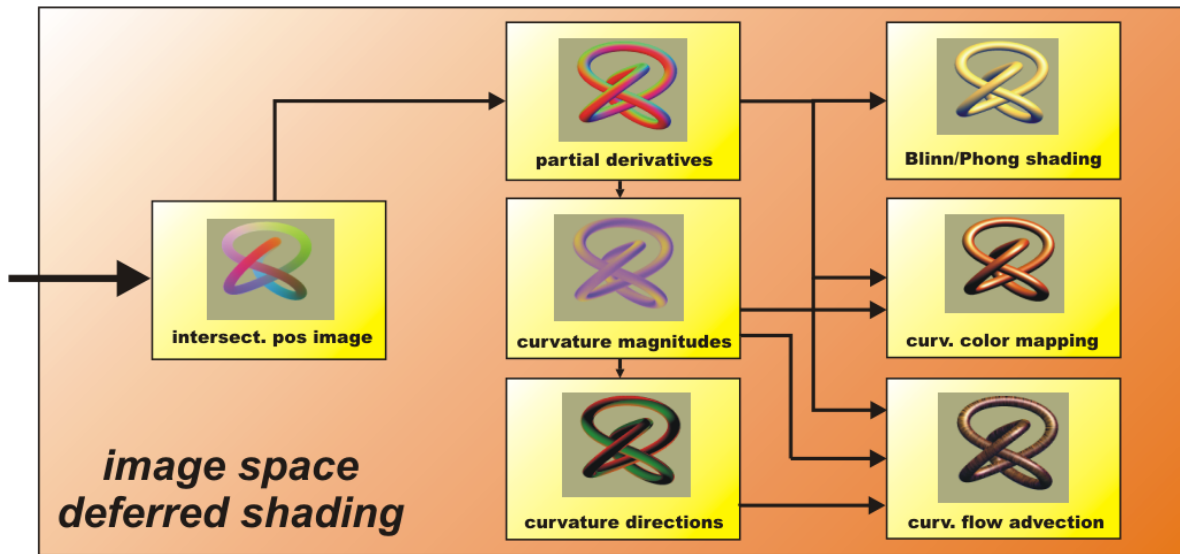 partial derivatives
Blinn/Phong shading
intersect. pos image
curvature magnitudes
curv. color mapping
image space
deferred shading
curvature directions
curv. flow advection